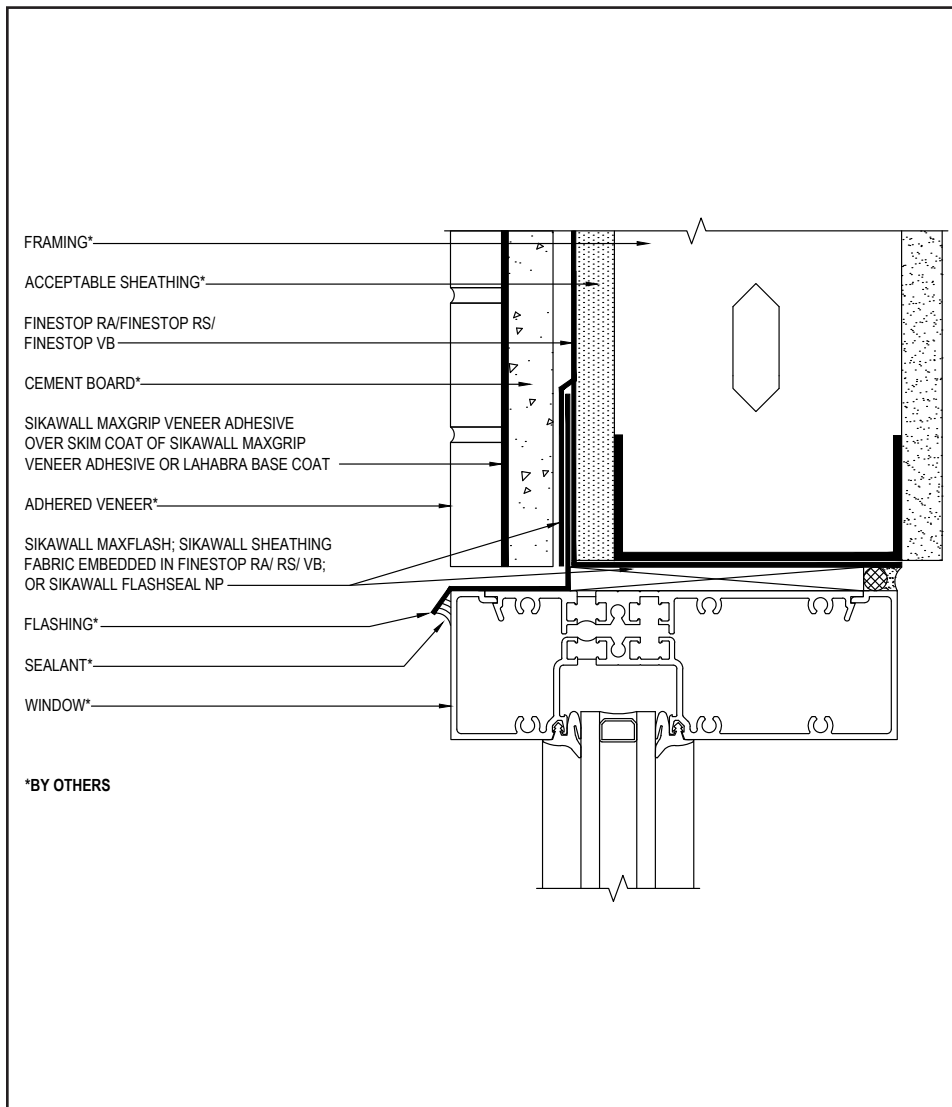 FRAMING*
ACCEPTABLE SHEATHING*
FINESTOP RA/FINESTOP RS/
FINESTOP VB
CEMENT BOARD*
SIKAWALL MAXGRIP VENEER ADHESIVE
OVER SKIM COAT OF SIKAWALL MAXGRIP
VENEER ADHESIVE OR LAHABRA BASE COAT
ADHERED VENEER*
SIKAWALL MAXFLASH; SIKAWALL SHEATHING
FABRIC EMBEDDED IN FINESTOP RA/ RS/ VB;
OR SIKAWALL FLASHSEAL NP
FLASHING*
SEALANT*
WINDOW*
*BY OTHERS